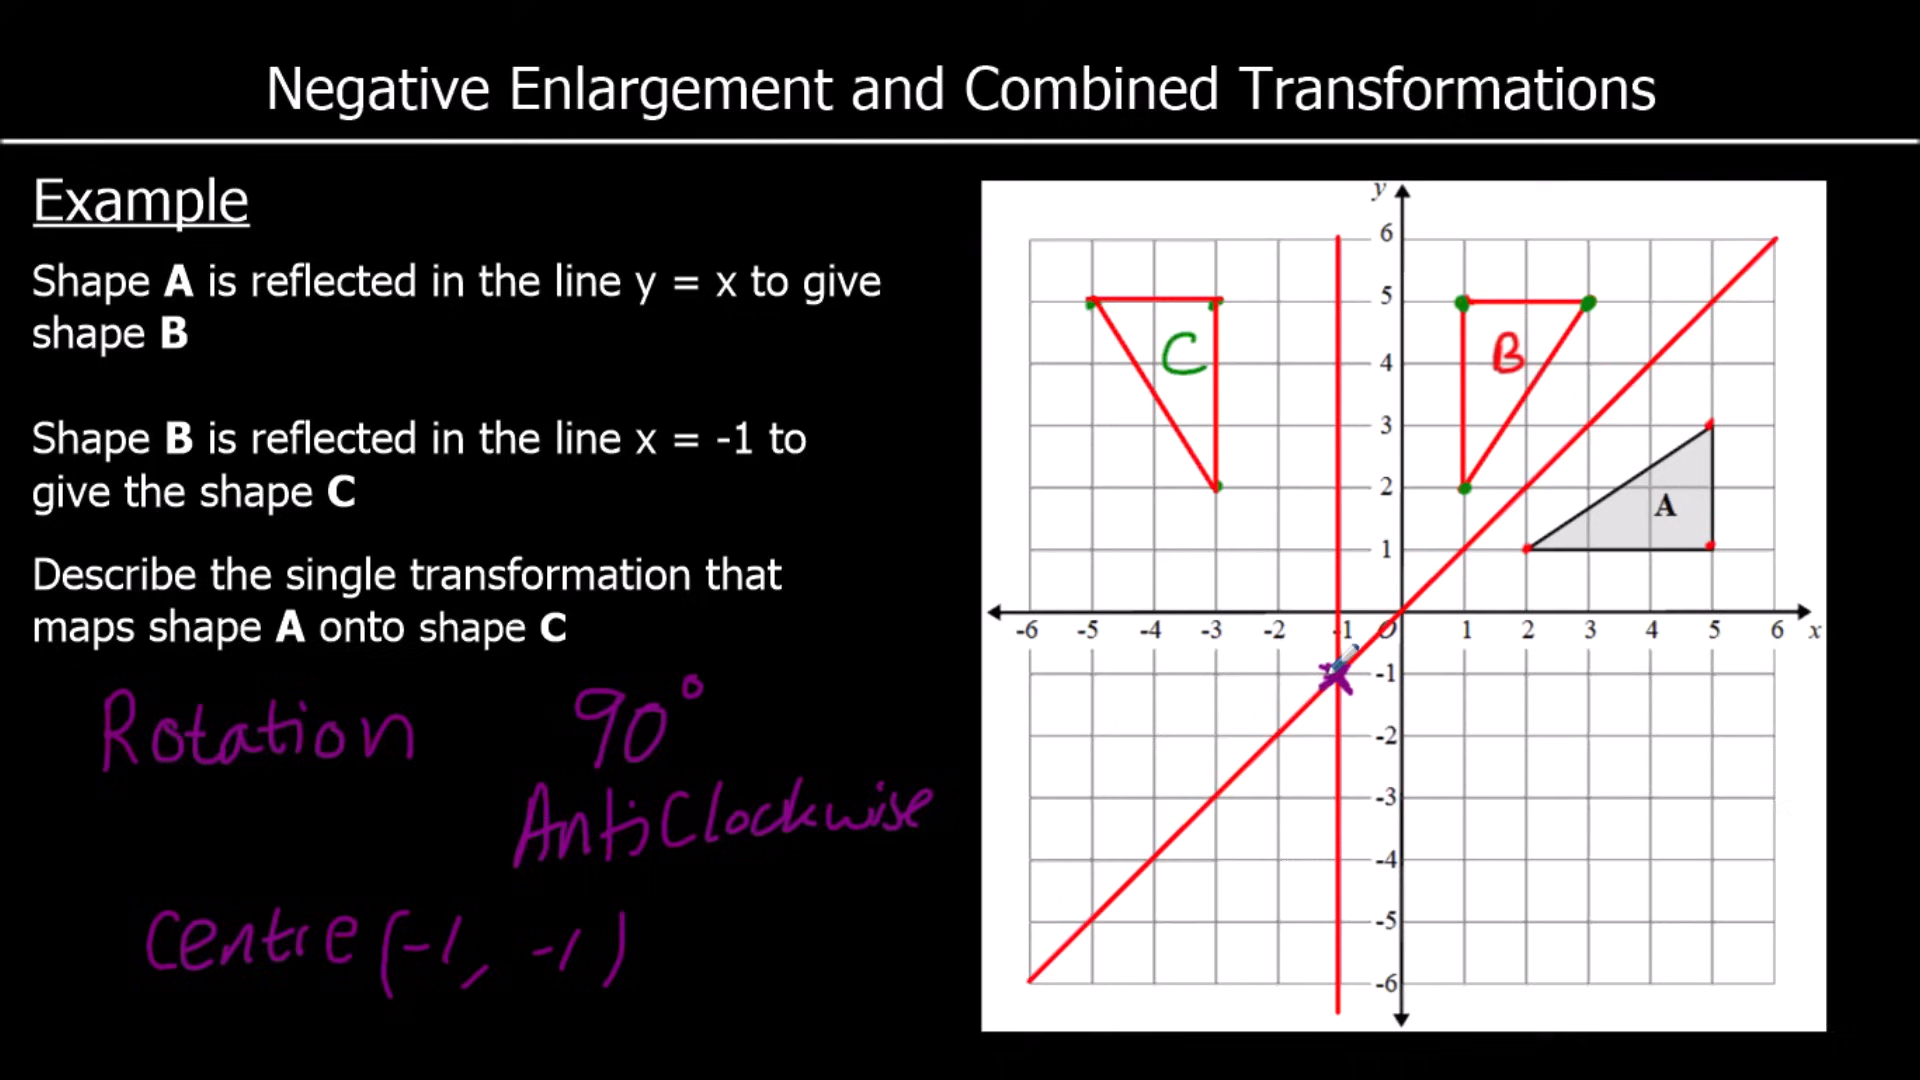 Negative Enlargement and Combined Transformations
Example
Shape A is reflected in the line y = x to give
shape B
Shape B is reflected in the line x = -1 to
give the shape C
Describe the single transformation that
maps shape A onto shape C
Rotation 90°
AntiClockwise
Centre (-1, -1)
y
6
5
4
3
2
1
C
B
A
-6 -5 -4 -3 -2 -1 O 1 2 3 4 5 6 x
-1
-2
-3
-4
-5
-6